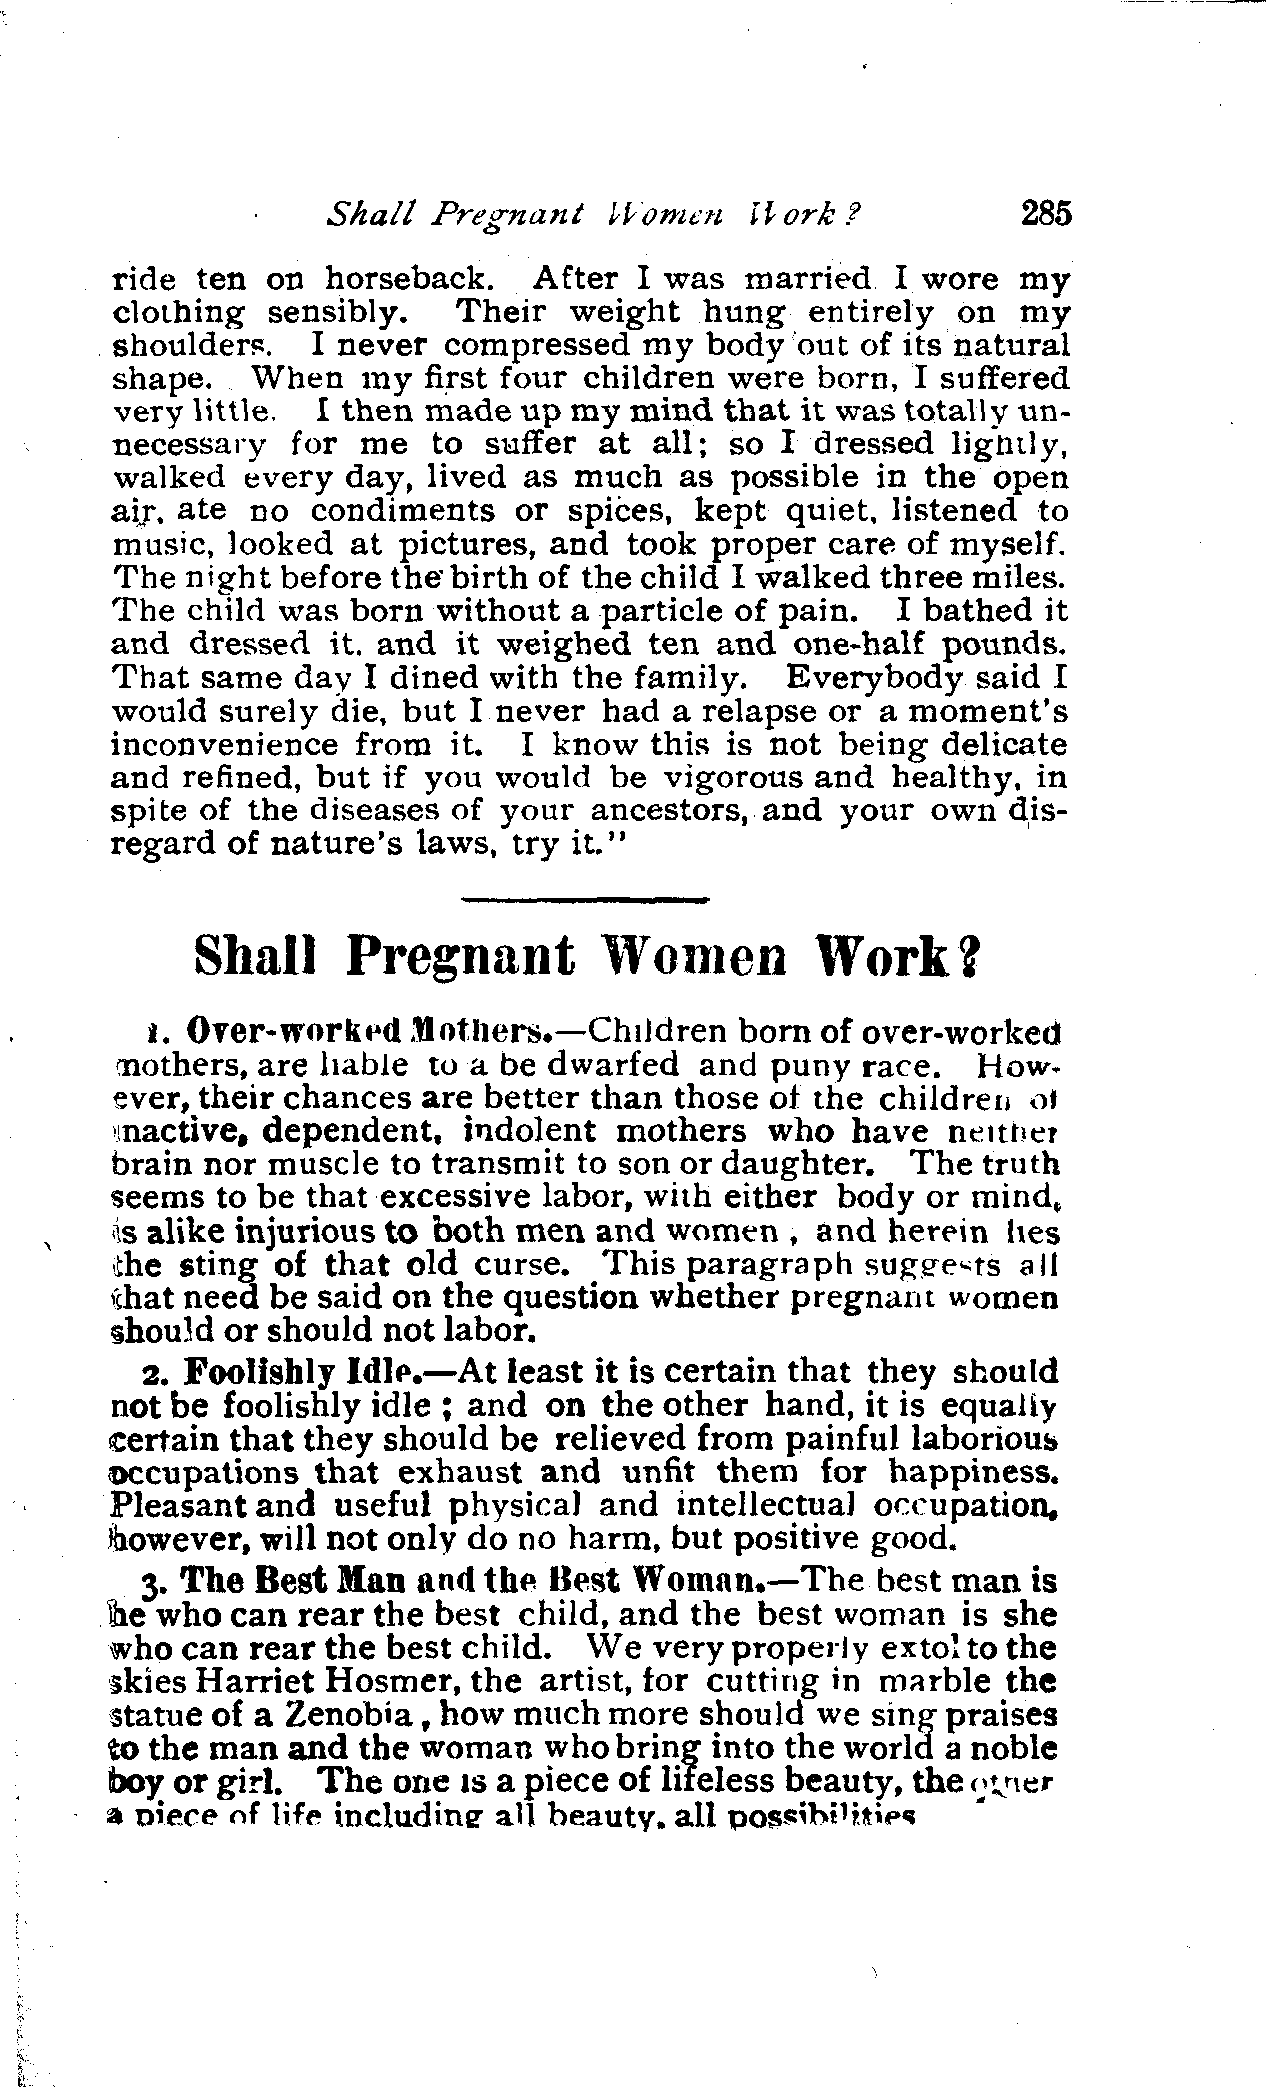 Shall Pregnant Women Work? 285
ride ten on horseback. After I was married I wore my
clothing sensibly. Their weight hung entirely on my
shoulders. I never compressed my body out of its natural
shape. When my first four children were born, I suffered
very little. I then made up my mind that it was totally un-
necessary for me to suffer at all; so I dressed lightly,
walked every day, lived as much as possible in the open
air, ate no condiments or spices, kept quiet, listened to
music, looked at pictures, and took proper care of myself.
The night before the birth of the child I walked three miles.
The child was born without a particle of pain. I bathed it
and dressed it, and it weighed ten and one-half pounds.
That same day I dined with the family. Everybody said I
would surely die, but I never had a relapse or a moment's
inconvenience from it. I know this is not being delicate
and refined, but if you would be vigorous and healthy, in
spite of the diseases of your ancestors, and your own dis-
regard of nature's laws, try it."
Shall Pregnant Women Work?
1. Over-worked Mothers.—Children born of over-worked
mothers, are liable to a be dwarfed and puny race. How-
ever, their chances are better than those of the children of
inactive, dependent, indolent mothers who have neither
brain nor muscle to transmit to son or daughter. The truth
seems to be that excessive labor, with either body or mind,
is alike injurious to both men and women, and herein lies
the sting of that old curse. This paragraph suggests all
that need be said on the question whether pregnant women
should or should not labor.
2. Foolishly Idle.—At least it is certain that they should
not be foolishly idle; and on the other hand, it is equally
certain that they should be relieved from painful laborious
occupations that exhaust and unfit them for happiness.
Pleasant and useful physical and intellectual occupation,
however, will not only do no harm, but positive good.
3. The Best Man and the Best Woman.—The best man is
he who can rear the best child, and the best woman is she
who can rear the best child. We very properly extol to the
skies Harriet Hosmer, the artist, for cutting in marble the
statue of a Zenobia, how much more should we sing praises
to the man and the woman who bring into the world a noble
boy or girl. The one is a piece of lifeless beauty, the other
a piece of life including all beauty, all possibilities